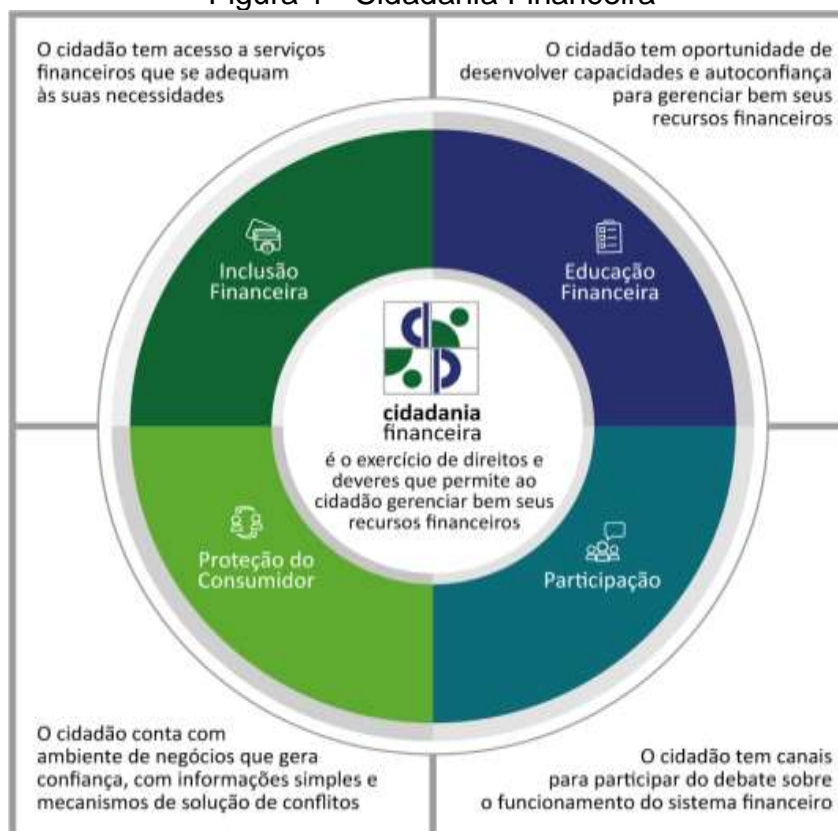 Figura 1 - Cidadania Financeira
O cidadão tem acesso a serviços
financeiros que se adequam
às suas necessidades
O cidadão tem oportunidade de
desenvolver capacidades e autoconfiança
para gerenciar bem seus
recursos financeiros
Inclusão
Financeira
Educação
Financeira
cidadania
financeira
é o exercício de direitos e
deveres que permite ao
cidadão gerenciar bem seus
recursos financeiros
Proteção do
Consumidor
Participação
O cidadão conta com
ambiente de negócios que gera
confiança, com informações simples e
mecanismos de solução de conflitos
O cidadão tem canais
para participar do debate sobre
o funcionamento do sistema financeiro